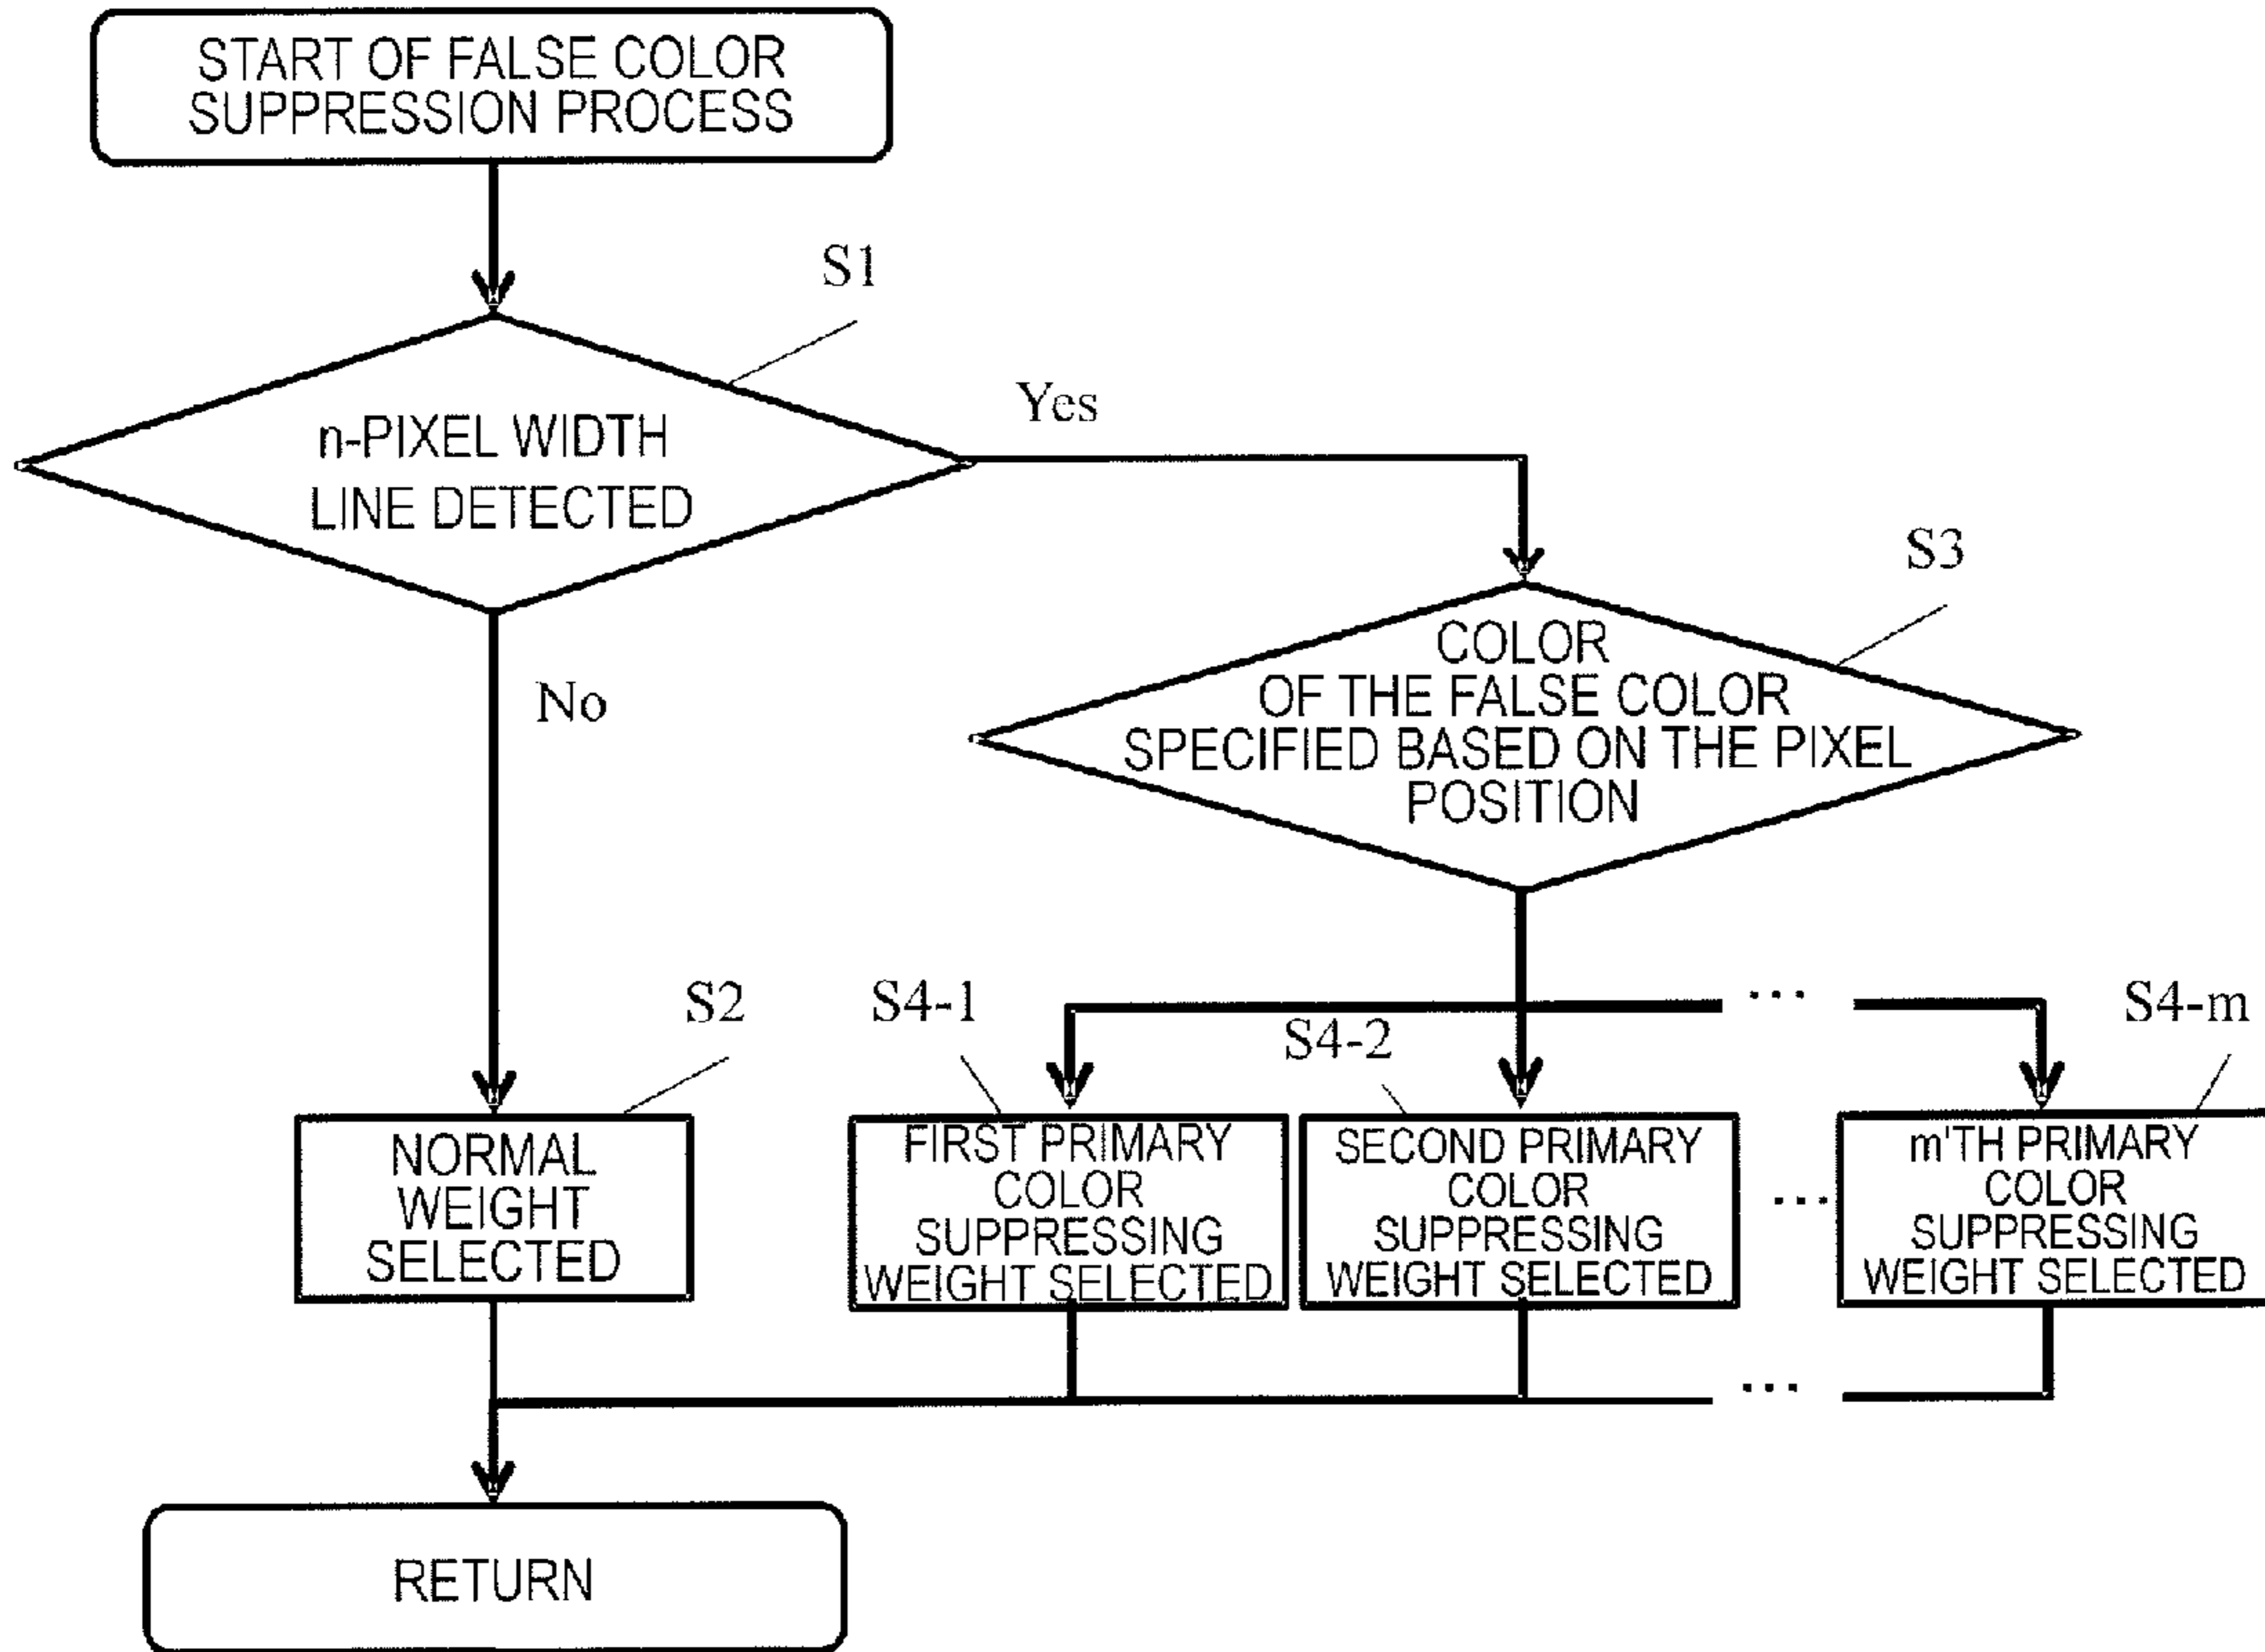 START OF FALSE COLOR
SUPPRESSION PROCESS
S1
n-PIXEL WIDTH
LINE DETECTED
Yes
No
S3
COLOR
OF THE FALSE COLOR
SPECIFIED BASED ON THE PIXEL
POSITION
S2
NORMAL
WEIGHT
SELECTED
S4-1
FIRST PRIMARY
COLOR
SUPPRESSING
WEIGHT SELECTED
S4-2
SECOND PRIMARY
COLOR
SUPPRESSING
WEIGHT SELECTED
...
...
S4-m
m'TH PRIMARY
COLOR
SUPPRESSING
WEIGHT SELECTED
...
RETURN